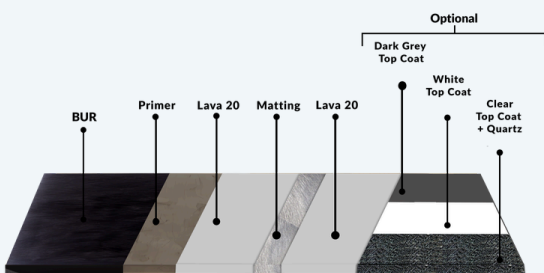 Optional
Dark Grey
Top Coat
White
Top Coat
Clear
Top Coat
+ Quartz
BUR
Primer
Lava 20
Matting
Lava 20